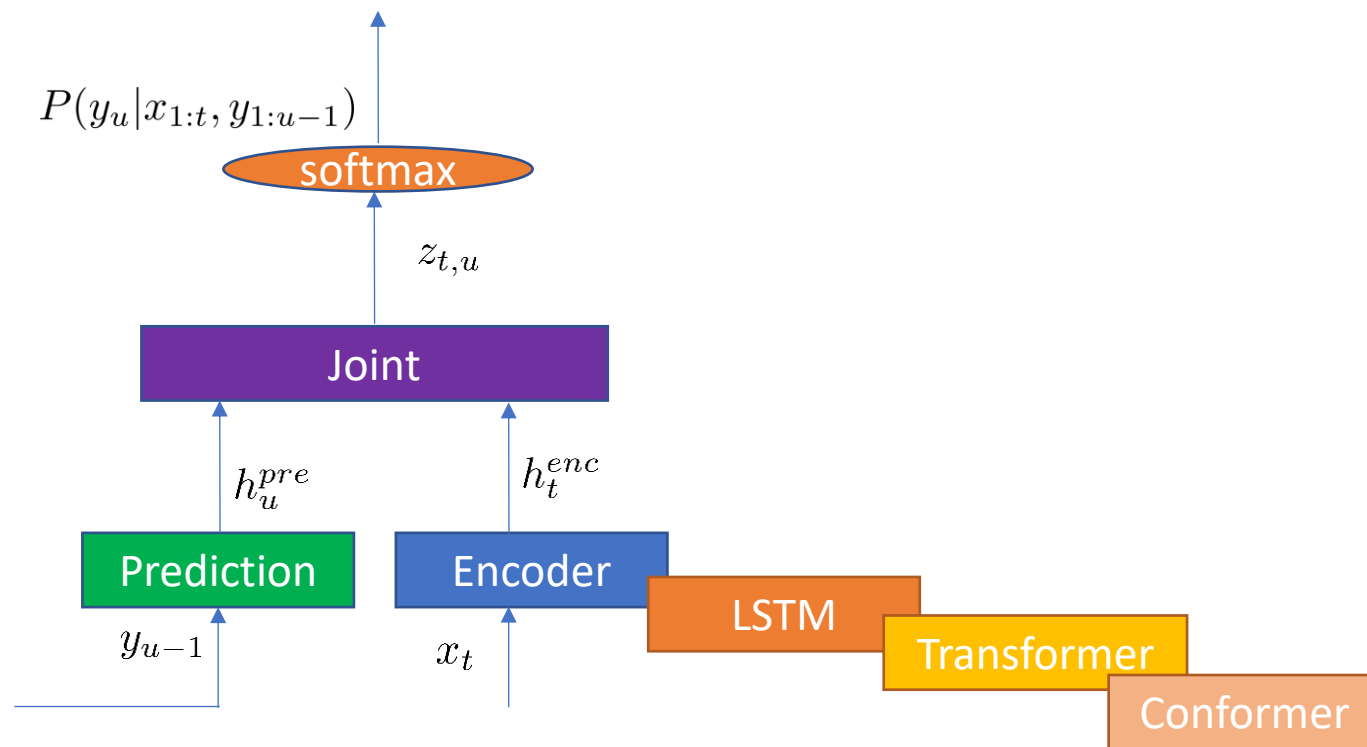 $P(y_u|x_{1:t}, y_{1:u-1})$
softmax
$z_{t,u}$
Joint
$h_u^{pre}$
$h_t^{enc}$
Prediction
Encoder
LSTM
$y_{u-1}$
$x_t$
Transformer
Conformer